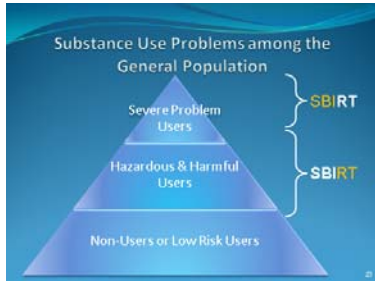 Substance Use Problems among the
General Population
SBIRT
Severe Problem
Users
Hazardous & Harmful
Users
SBIRT
Non-Users or Low Risk Users